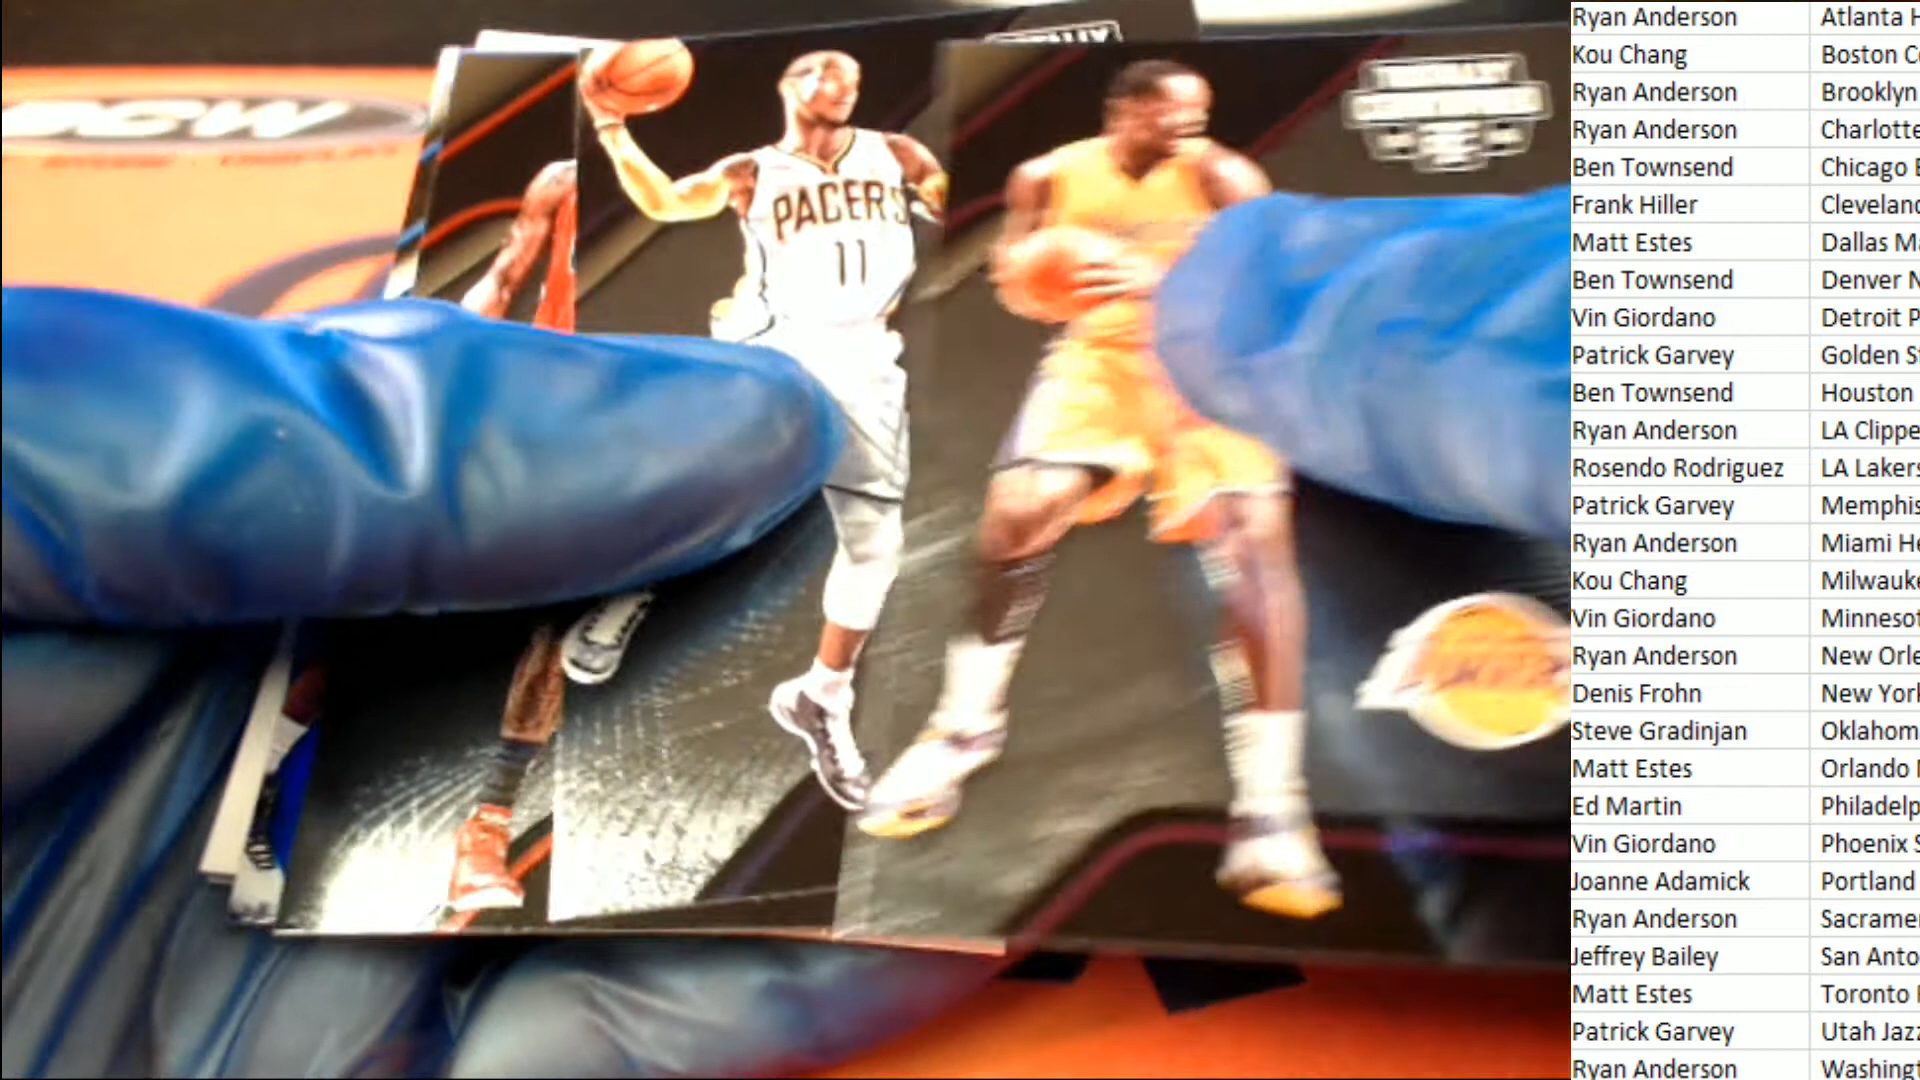 PACERS
11
Ryan Anderson Atlanta H
Kou Chang Boston Ce
Ryan Anderson Brooklyn
Ryan Anderson Charlotte
Ben Townsend Chicago B
Frank Hiller Cleveland
Matt Estes Dallas Ma
Ben Townsend Denver N
Vin Giordano Detroit P
Patrick Garvey Golden St
Ben Townsend Houston
Ryan Anderson LA Clippe
Rosendo Rodriguez LA Lakers
Patrick Garvey Memphis
Ryan Anderson Miami He
Kou Chang Milwauke
Vin Giordano Minnesot
Ryan Anderson New Orle
Denis Frohn New York
Steve Gradinjan Oklahom
Matt Estes Orlando M
Ed Martin Philadelp
Vin Giordano Phoenix S
Joanne Adamick Portland
Ryan Anderson Sacramen
Jeffrey Bailey San Anto
Matt Estes Toronto R
Patrick Garvey Utah Jazz
Ryan Anderson Washingt